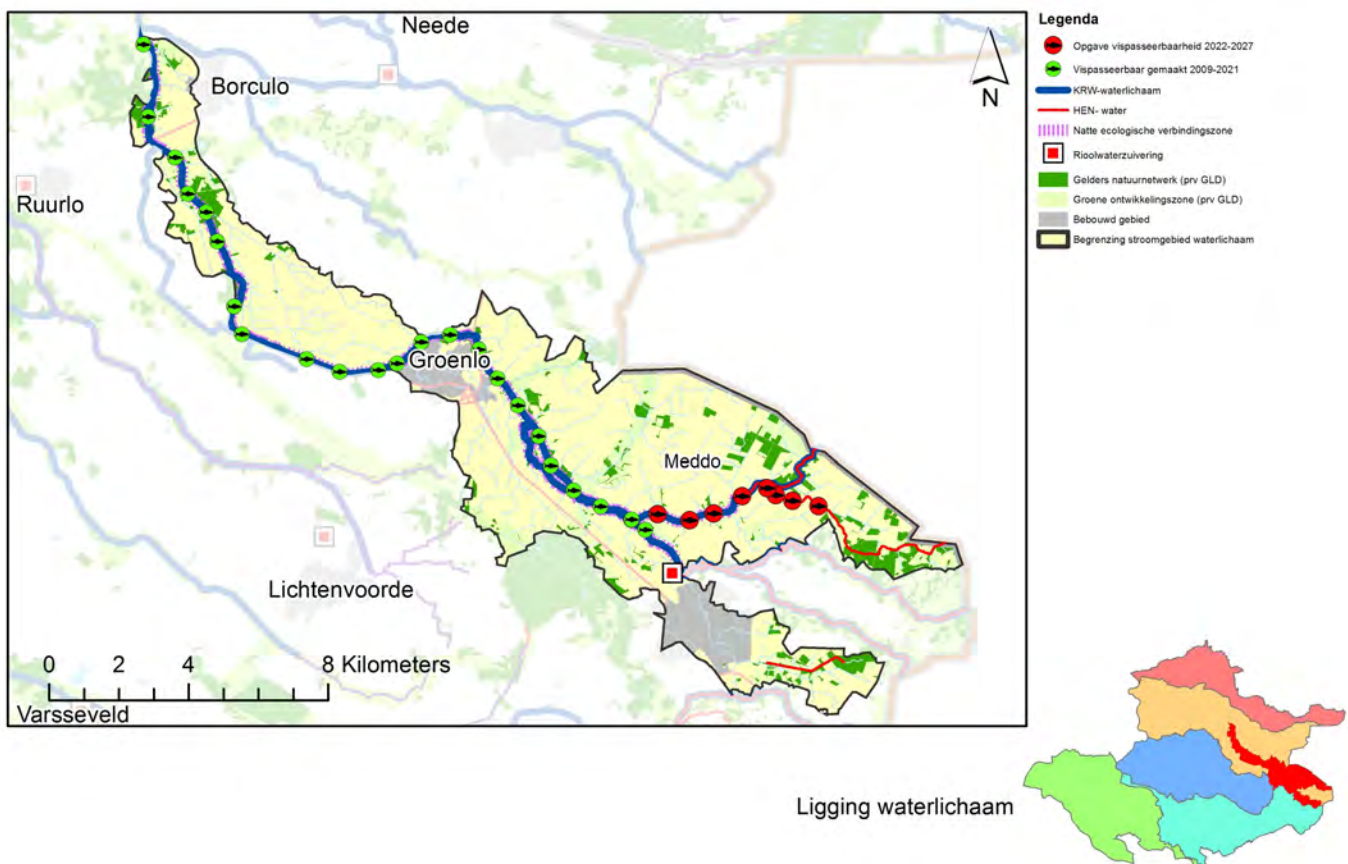 Neede
Borculo
Ruurlo
Groenlo
Meddo
Lichtenvoorde
0 2 4 8 Kilometers
Varsseveld
N
Legenda
Opgave vispasseerbaarheid 2022-2027
Vispasseerbaar gemaakt 2009-2021
KRW-waterlichaam
HEN- water
Natte ecologische verbindingszone
Rioolwaterzuivering
Gelders natuurnetwerk (prv GLD)
Groene ontwikkelingszone (prv GLD)
Bebouwd gebied
Begrenzing stroomgebied waterlichaam
Ligging waterlichaam